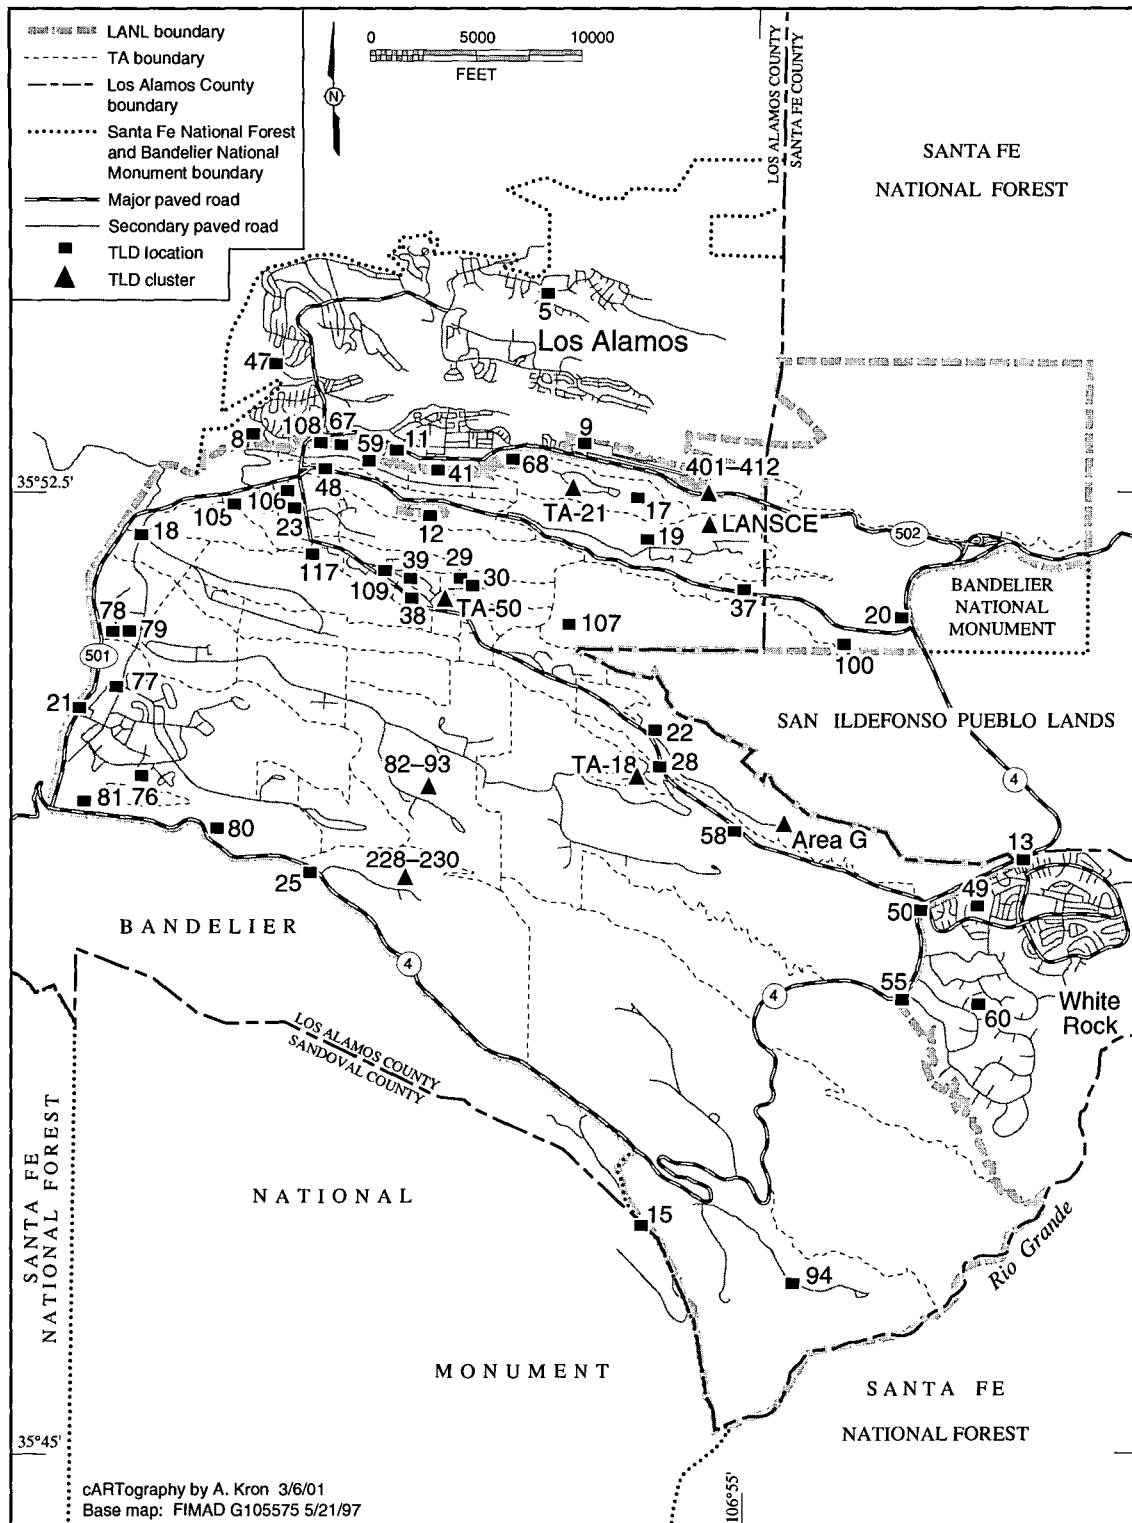 LANL boundary
TA boundary
Los Alamos County
boundary
Santa Fe National Forest
and Bandelier National
Monument boundary
Major paved road
Secondary paved road
TLD location
TLD cluster
0 5000 10000
FEET
N
LOS ALAMOS COUNTY
SANTA FE COUNTY
SANTA FE
NATIONAL FOREST
5
Los Alamos
47
8
108
67
59
11
9
68
41
401–412
35°52.5'
106
48
105
23
12
TA-21
17
LANSCE
19
502
18
117
39
29
30
109
38
TA-50
37
107
20
100
BANDELIER
NATIONAL
MONUMENT
78
79
501
77
21
SAN ILDEFONSO PUEBLO LANDS
22
TA-18
28
82–93
4
81
76
80
58
Area G
13
228–230
25
49
50
BANDELIER
4
4
55
60
White
Rock
LOS ALAMOS COUNTY
SANDOVAL COUNTY
SANTA FE
NATIONAL FOREST
NATIONAL
15
Rio Grande
94
MONUMENT
SANTA FE
NATIONAL FOREST
35°45'
106°55'
cARTography by A. Kron 3/6/01
Base map: FIMAD G105575 5/21/97